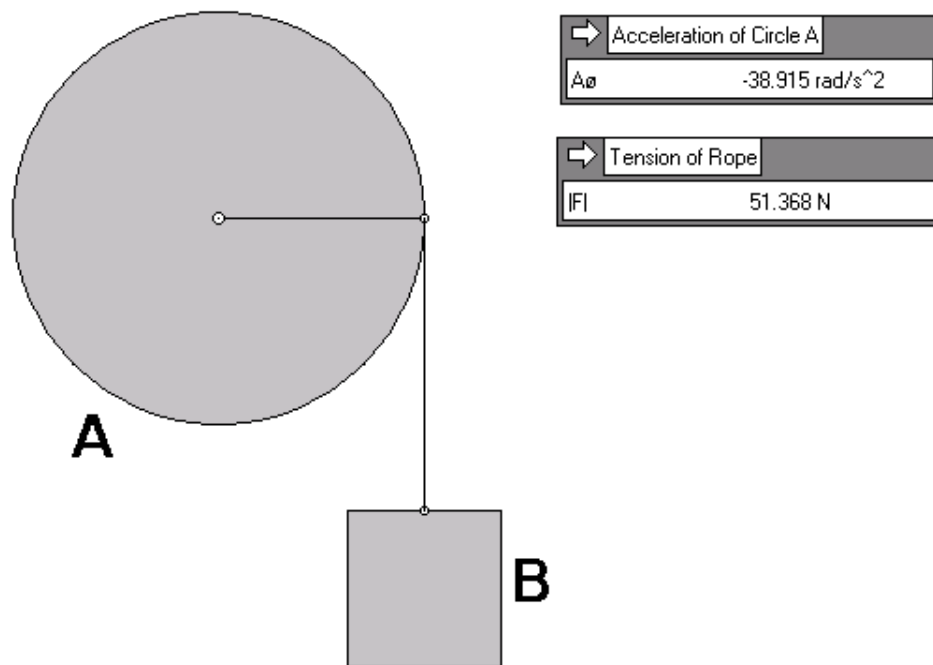 Acceleration of Circle A
Aø -38.915 rad/s^2
Tension of Rope
|F| 51.368 N
A
B